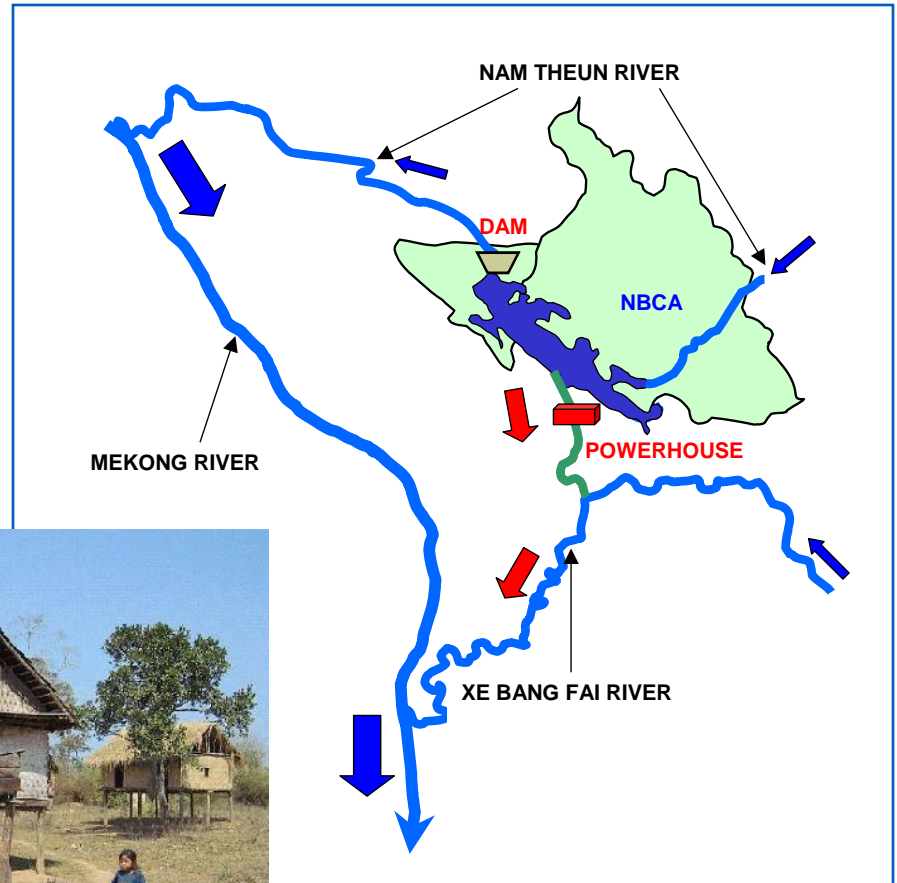 NAM THEUN RIVER
DAM
NBCA
POWERHOUSE
MEKONG RIVER
XE BANG FAI RIVER